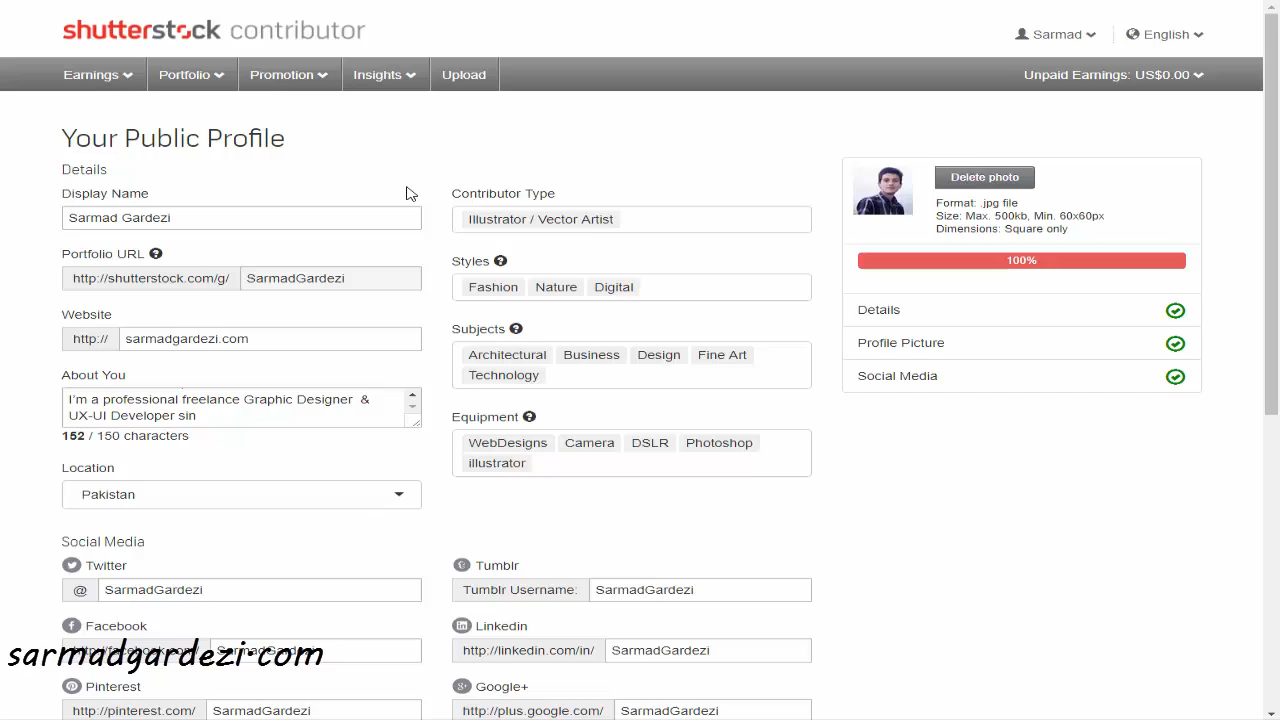 shutterstock contributor
Sarmad
English
Earnings
Portfolio
Promotion
Insights
Upload
Unpaid Earnings: US$0.00
Your Public Profile
Details
Display Name
Sarmad Gardezi
Portfolio URL
http://shutterstock.com/g/ SarmadGardezi
Website
http:// sarmadgardezi.com
About You
I'm a professional freelance Graphic Designer &
UX-UI Developer sin
152 / 150 characters
Location
Pakistan
Contributor Type
Illustrator / Vector Artist
Styles
Fashion Nature Digital
Subjects
Architectural Business Design Fine Art
Technology
Equipment
WebDesigns Camera DSLR Photoshop
illustrator
Delete photo
Format: .jpg file
Size: Max. 500kb, Min. 60x60px
Dimensions: Square only
100%
Details
Profile Picture
Social Media
Social Media
Twitter
@ SarmadGardezi
Tumblr
Tumblr Username: SarmadGardezi
Facebook
http://facebook.com/ SarmadGardezi
sarmadgardezi.com
Linkedin
http://linkedin.com/in/ SarmadGardezi
Pinterest
http://pinterest.com/ SarmadGardezi
Google+
http://plus.google.com/ SarmadGardezi